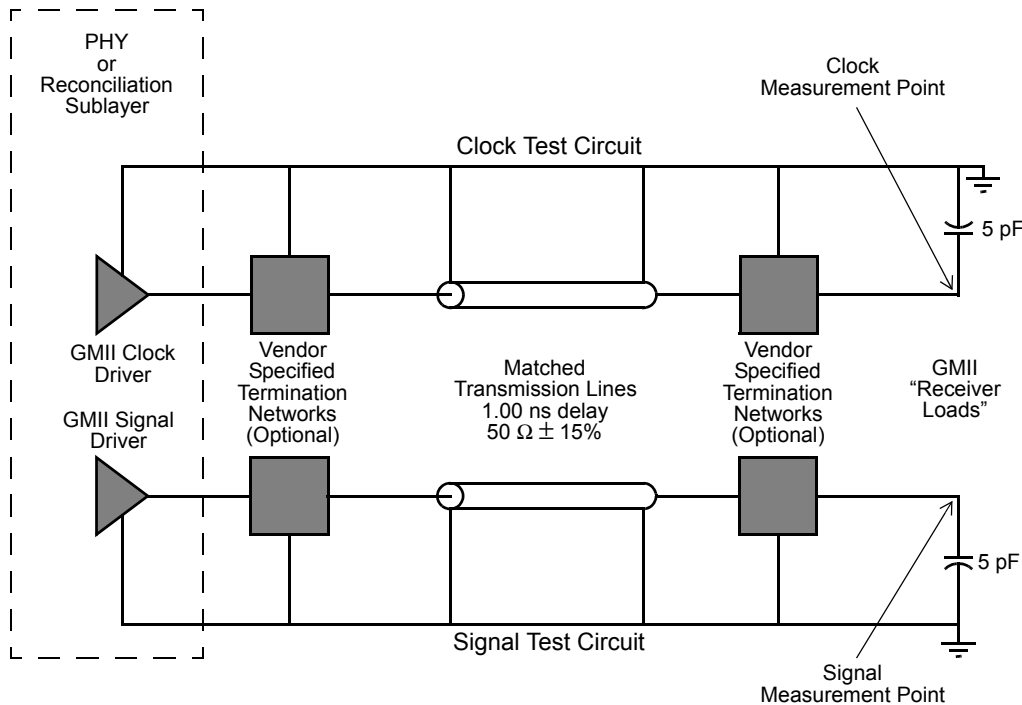 PHY
or
Reconciliation
Sublayer
Clock
Measurement Point
Clock Test Circuit
5 pF
GMII Clock
Driver
Vendor
Specified
Termination
Networks
(Optional)
Matched
Transmission Lines
1.00 ns delay
50 Ω ± 15%
Vendor
Specified
Termination
Networks
(Optional)
GMII
“Receiver
Loads”
GMII Signal
Driver
5 pF
Signal Test Circuit
Signal
Measurement Point